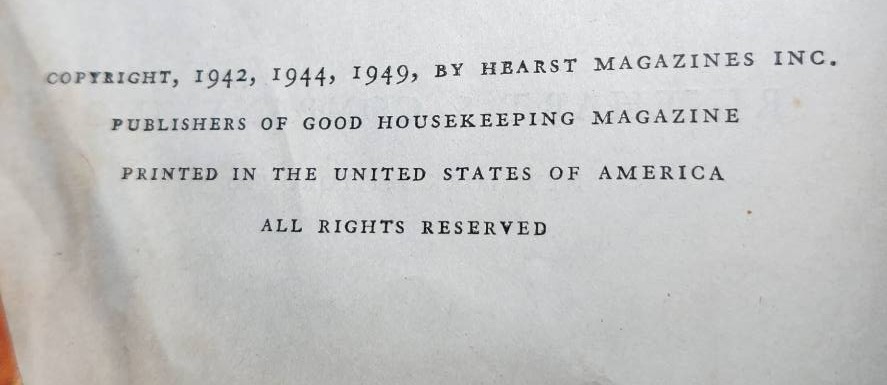 COPYRIGHT, 1942, 1944, 1949, BY HEARST MAGAZINES INC.
PUBLISHERS OF GOOD HOUSEKEEPING MAGAZINE
PRINTED IN THE UNITED STATES OF AMERICA
ALL RIGHTS RESERVED